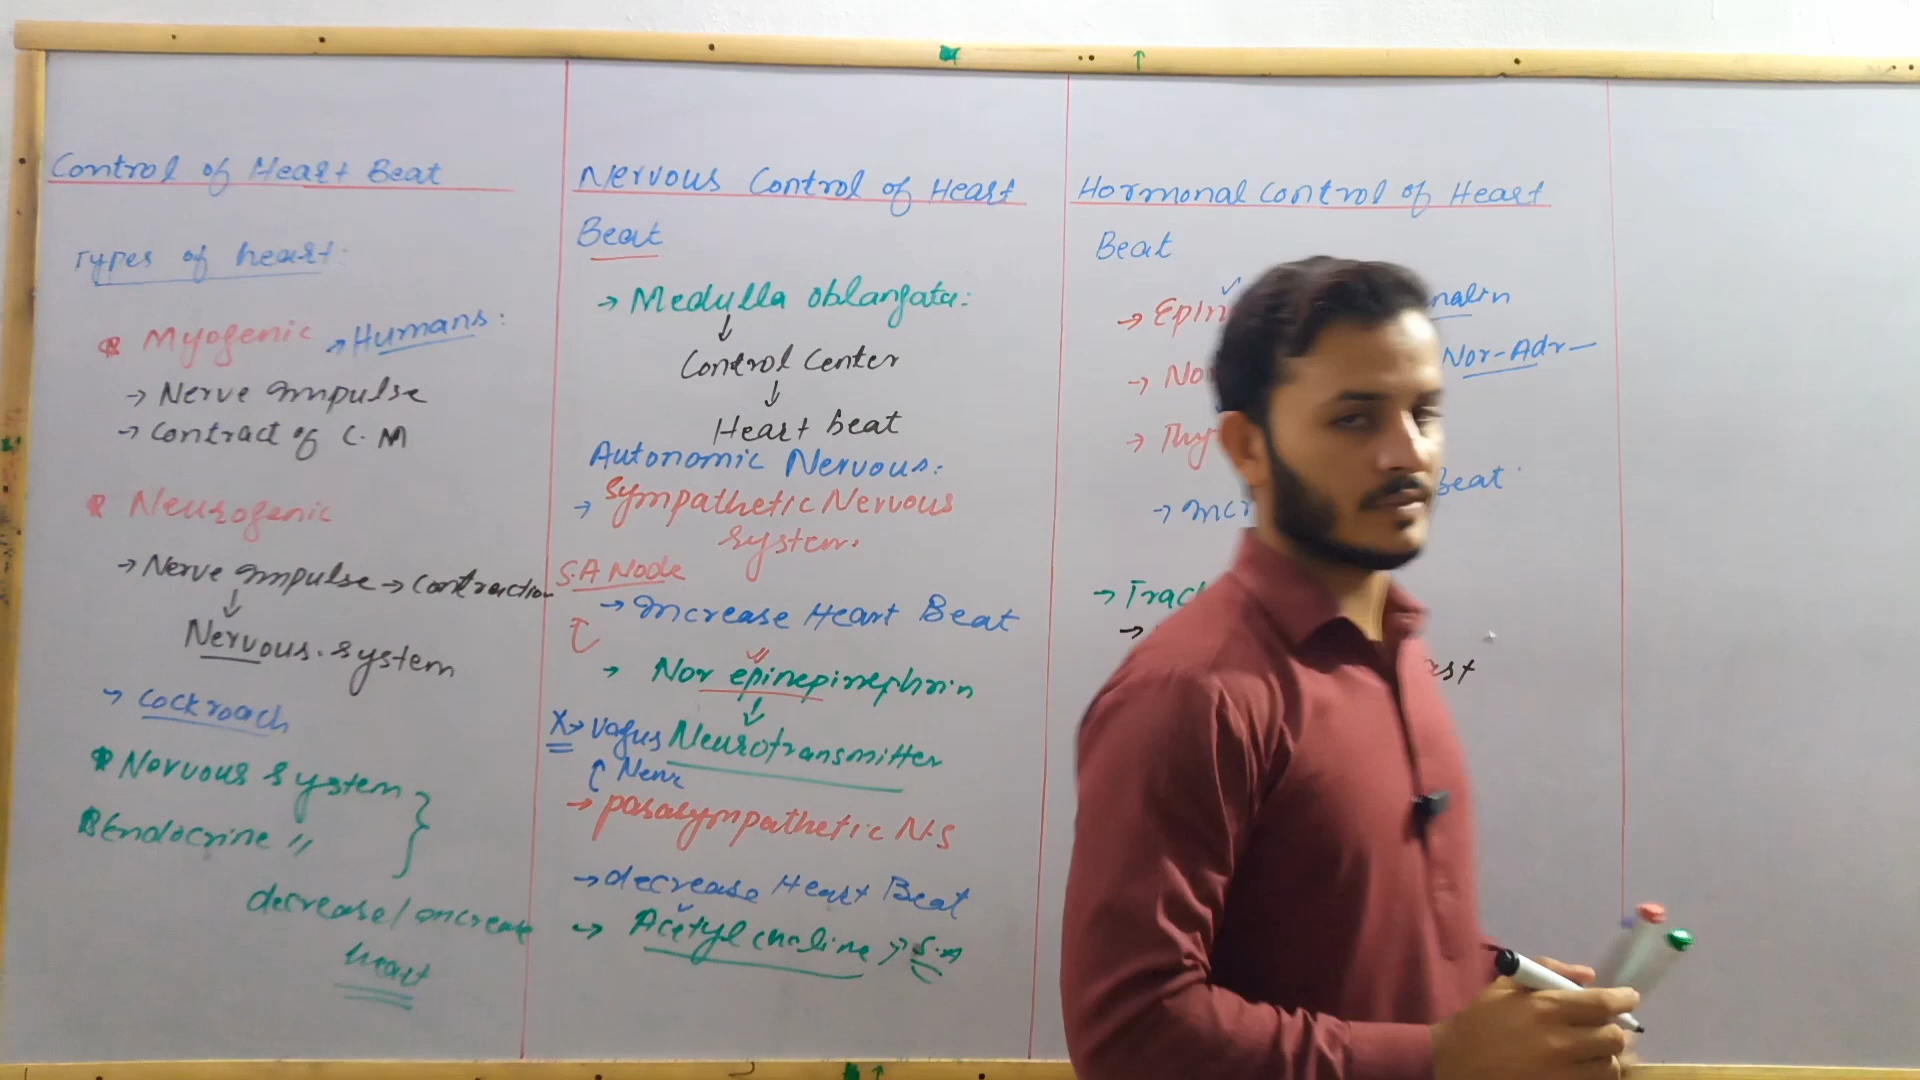 Control of Heart Beat
Types of heart.
Myogenic → Humans:
→ Nerve impulse
→ Contract of C.M
Neurogenic
→ Nerve impulse → Contraction
↓
Nervous system
→ cockroach
Nervous system
Endocrine "
decrease/increase
heart
Nervous Control of Heart
Beat
→ Medulla oblangata:
↓
Control Center
↓
Heart beat
Autonomic Nervous:
→ Sympathetic Nervous
System.
S.A Node
→ increase Heart Beat
→ Nor epinepinephrin
↓
X → vagus Neurotransmitter
Nerve
→ parasympathetic N.S
→ decrease Heart Beat
→ Acetyl choline →
Hormonal Control of Heart
Beat
→ Epin nalin
→ No Nor-Adr—
→ Thy
→ incr Beat
→ Trac
→